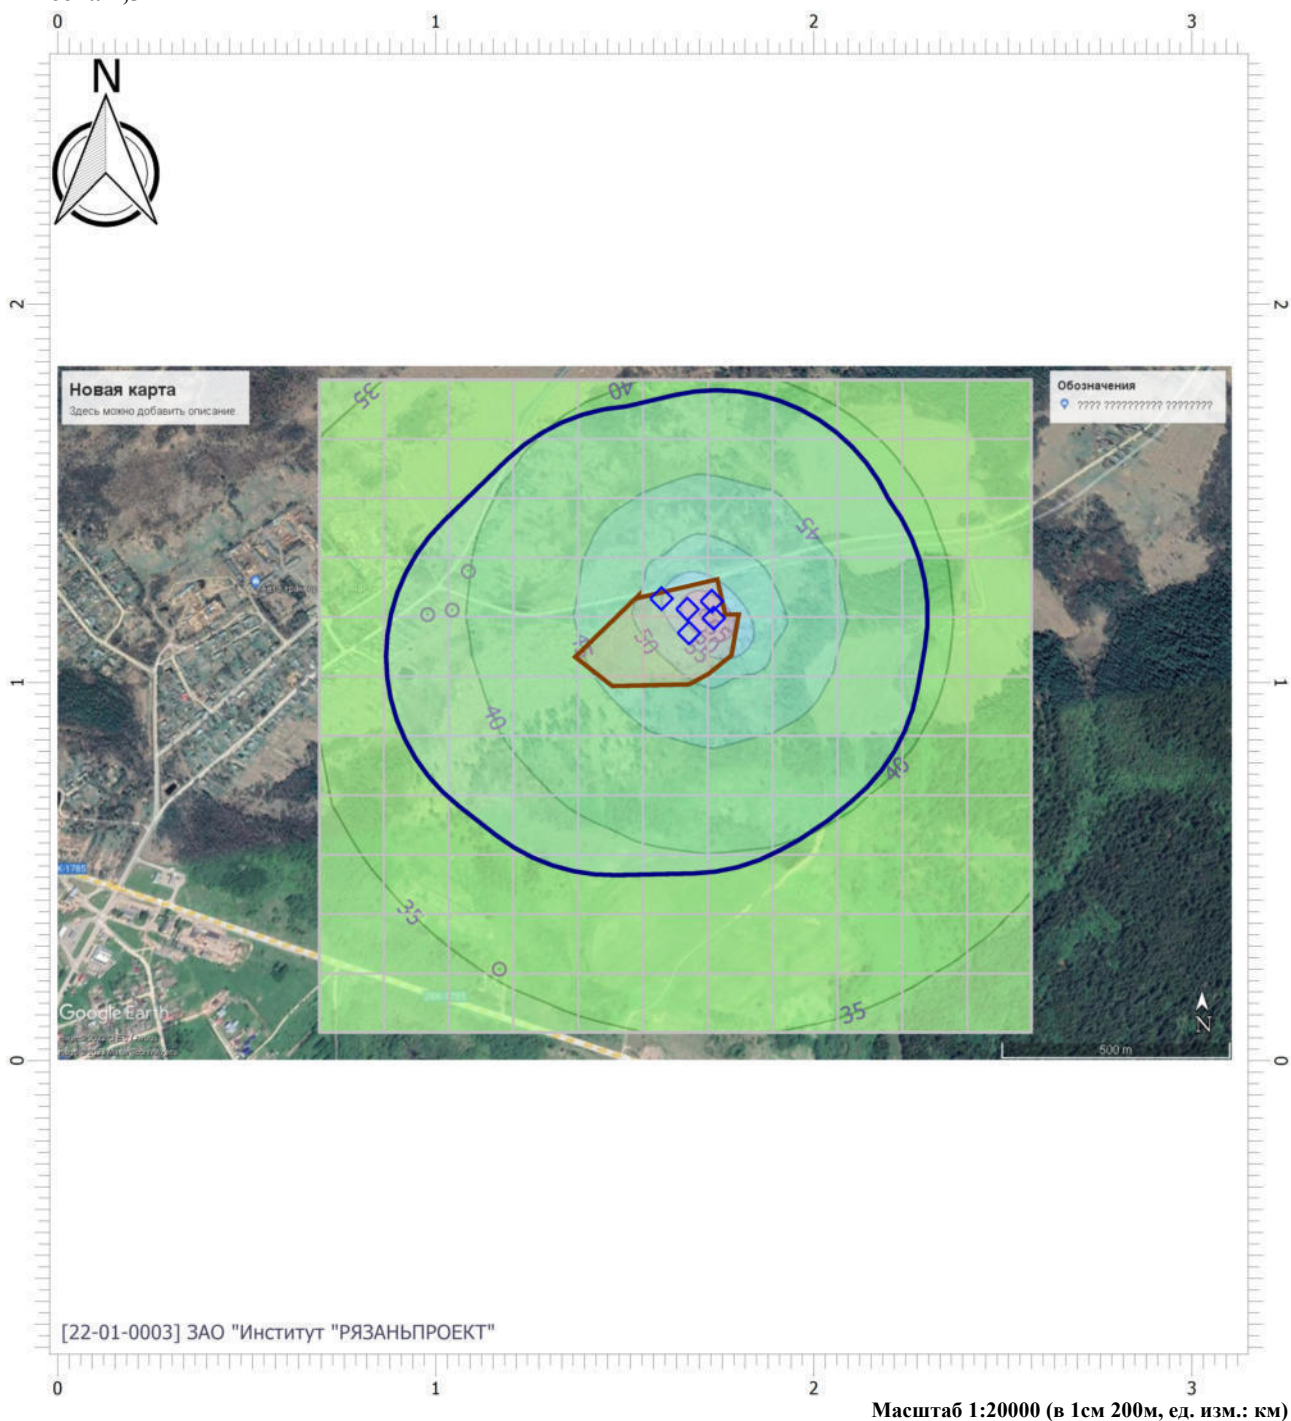 0 1 2 3
N
2 2
Новая карта
Здесь можно добавить описание.
Обозначения
???? ?????????? ????????
35 40
45
50
45
55
1 1
40
40
35
35
Google Earth
N
500 m
0 0
[22-01-0003] ЗАО "Институт "РЯЗАНЬПРОЕКТ"
0 1 2 3
Масштаб 1:20000 (в 1см 200м, ед. изм.: км)